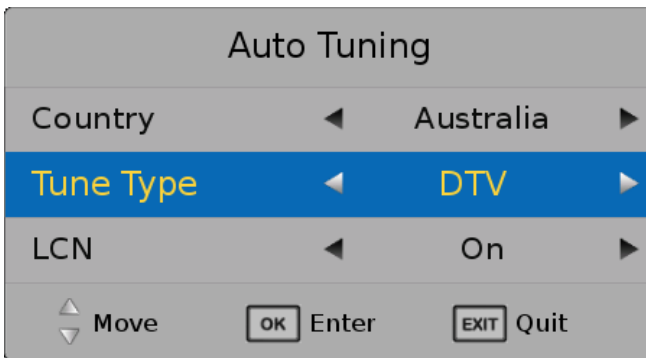 Auto Tuning
Country Australia
Tune Type DTV
LCN On
Move OK Enter EXIT Quit